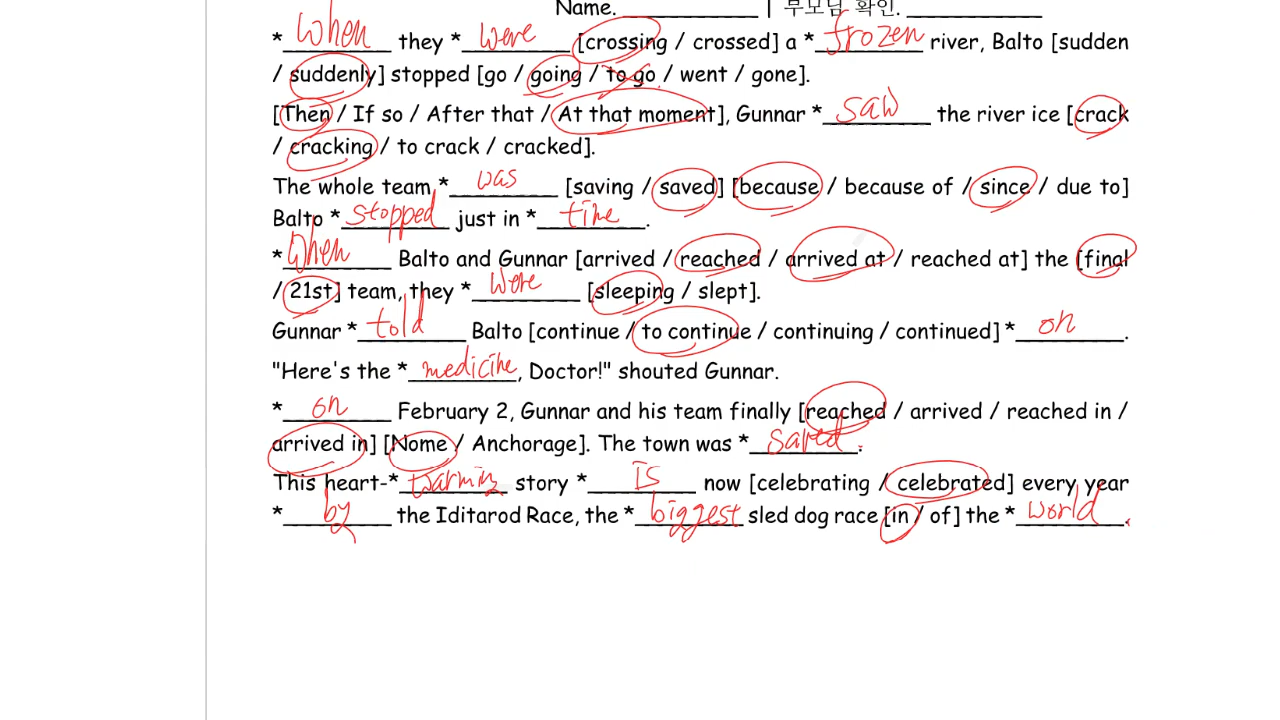 Name. ____________ | 부모님 확인. ____________
* When they * were [crossing / crossed] a * frozen river, Balto [sudden
/ suddenly] stopped [go / going / to go / went / gone].
[Then / If so / After that / At that moment], Gunnar * saw the river ice [crack
/ cracking / to crack / cracked].
The whole team * was [saving / saved] [because / because of / since / due to]
Balto * stopped just in * time.
* When Balto and Gunnar [arrived / reached / arrived at / reached at] the [final
/ 21st] team, they * were [sleeping / slept].
Gunnar * told Balto [continue / to continue / continuing / continued] * on.
"Here's the * medicine, Doctor!" shouted Gunnar.
* on February 2, Gunnar and his team finally [reached / arrived / reached in /
arrived in] [Nome / Anchorage]. The town was * saved.
This heart-* warming story * is now [celebrating / celebrated] every year
* by the Iditarod Race, the * biggest sled dog race [in / of] the * world.